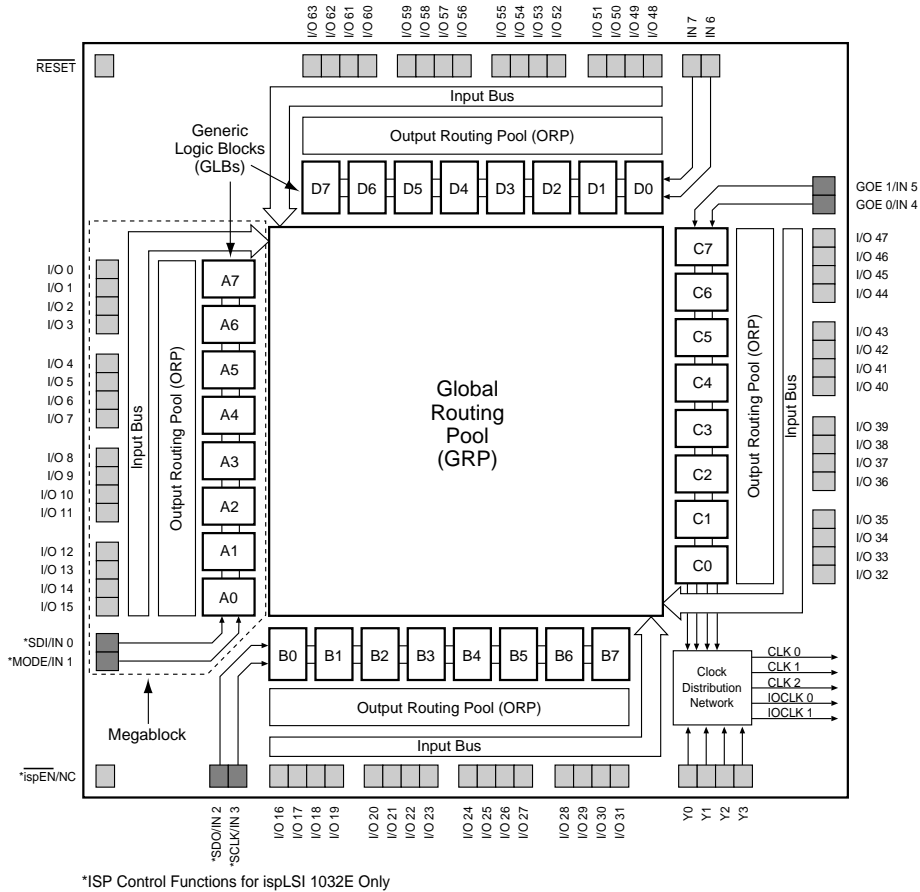 I/O 63
I/O 62
I/O 61
I/O 60
I/O 59
I/O 58
I/O 57
I/O 56
I/O 55
I/O 54
I/O 53
I/O 52
I/O 51
I/O 50
I/O 49
I/O 48
IN 7
IN 6
RESET
Input Bus
Output Routing Pool (ORP)
Generic
Logic Blocks
(GLBs)
D7
D6
D5
D4
D3
D2
D1
D0
GOE 1/IN 5
GOE 0/IN 4
I/O 0
I/O 1
I/O 2
I/O 3
I/O 4
I/O 5
I/O 6
I/O 7
I/O 8
I/O 9
I/O 10
I/O 11
I/O 12
I/O 13
I/O 14
I/O 15
*SDI/IN 0
*MODE/IN 1
Input Bus
Output Routing Pool (ORP)
A7
A6
A5
A4
A3
A2
A1
A0
Global
Routing
Pool
(GRP)
C7
C6
C5
C4
C3
C2
C1
C0
Output Routing Pool (ORP)
Input Bus
I/O 47
I/O 46
I/O 45
I/O 44
I/O 43
I/O 42
I/O 41
I/O 40
I/O 39
I/O 38
I/O 37
I/O 36
I/O 35
I/O 34
I/O 33
I/O 32
B0
B1
B2
B3
B4
B5
B6
B7
Output Routing Pool (ORP)
Input Bus
Megablock
Clock
Distribution
Network
CLK 0
CLK 1
CLK 2
IOCLK 0
IOCLK 1
*ispEN/NC
*SDO/IN 2
*SCLK/IN 3
I/O 16
I/O 17
I/O 18
I/O 19
I/O 20
I/O 21
I/O 22
I/O 23
I/O 24
I/O 25
I/O 26
I/O 27
I/O 28
I/O 29
I/O 30
I/O 31
Y0
Y1
Y2
Y3
*ISP Control Functions for ispLSI 1032E Only